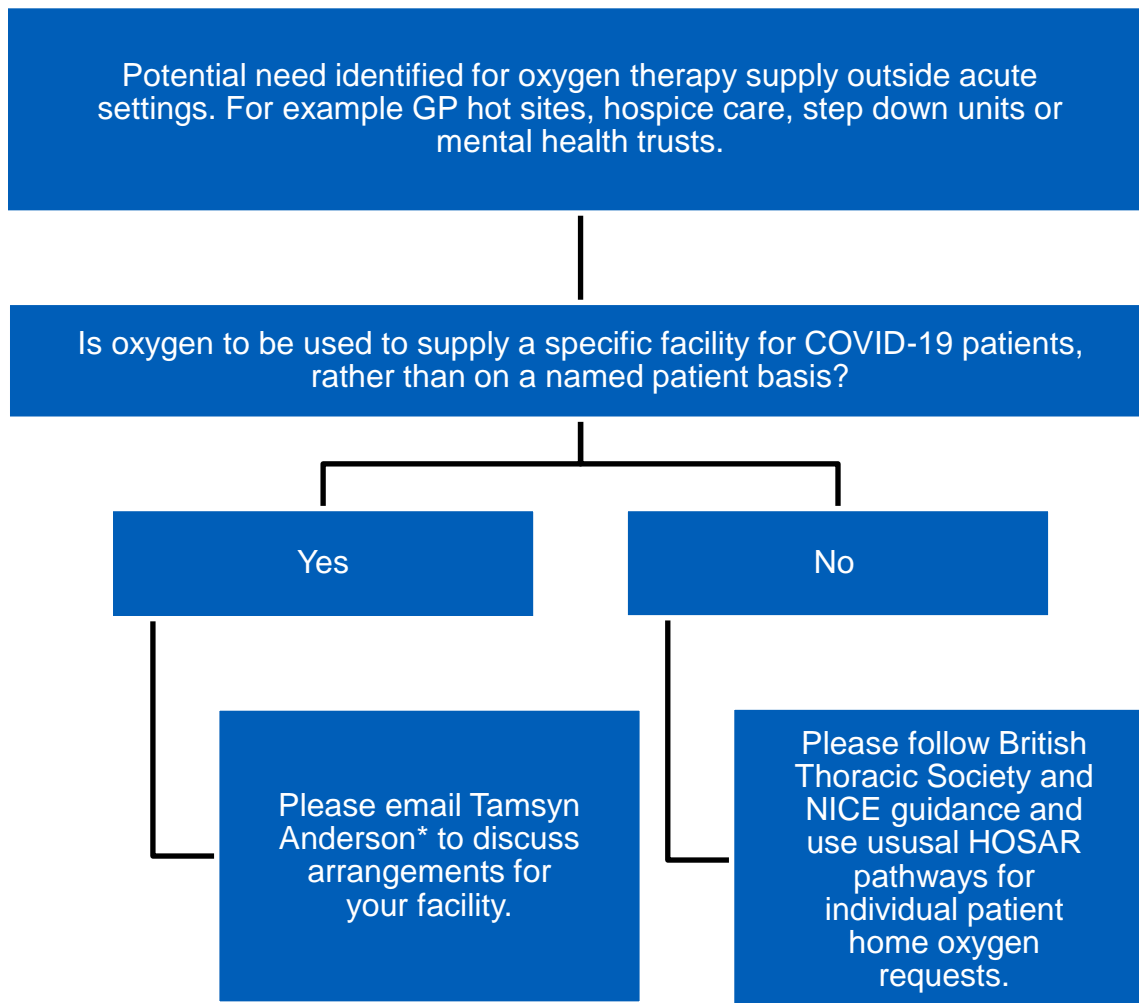 Potential need identified for oxygen therapy supply outside acute
settings. For example GP hot sites, hospice care, step down units or
mental health trusts.
Is oxygen to be used to supply a specific facility for COVID-19 patients,
rather than on a named patient basis?
Yes
No
Please email Tamsyn
Anderson* to discuss
arrangements for
your facility.
Please follow British
Thoracic Society and
NICE guidance and
use ususal HOSAR
pathways for
individual patient
home oxygen
requests.